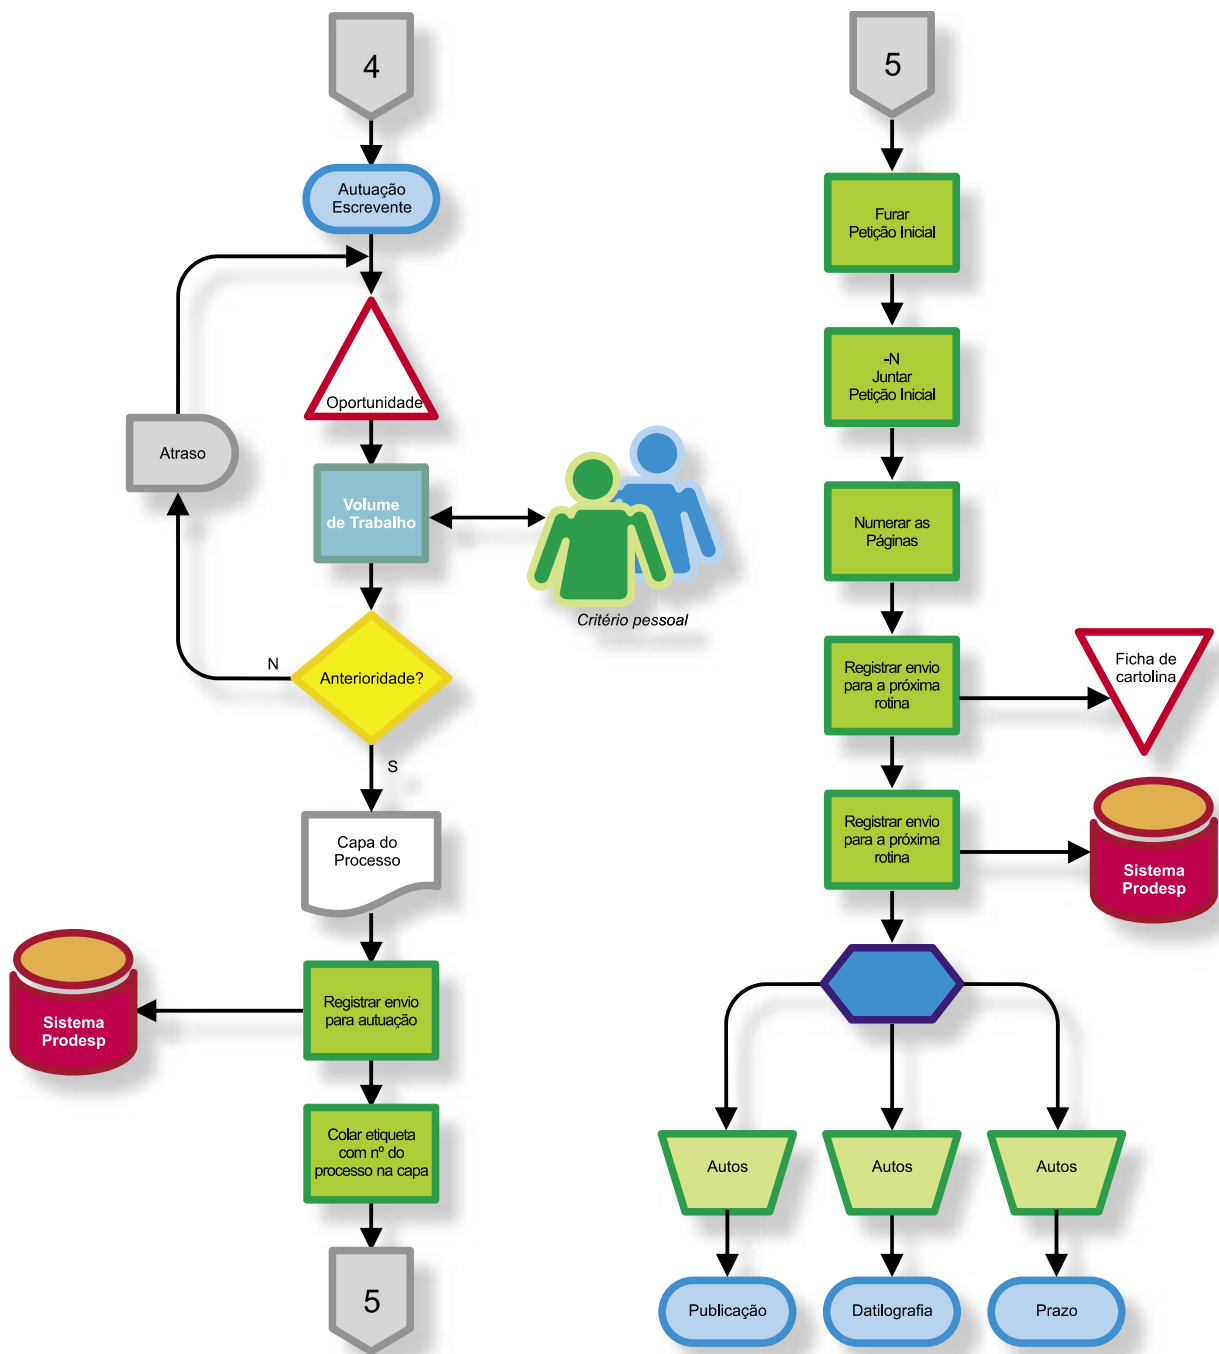 4
Autuação
Escrevente
Oportunidade
Atraso
Volume
de Trabalho
Critério pessoal
N
Anterioridade?
S
Capa do
Processo
Sistema
Prodesp
Registrar envio
para autuação
Colar etiqueta
com nº do
processo na capa
5
5
Furar
Petição Inicial
-N
Juntar
Petição Inicial
Numerar as
Páginas
Registrar envio
para a próxima
rotina
Ficha de
cartolina
Registrar envio
para a próxima
rotina
Sistema
Prodesp
Autos
Autos
Autos
Publicação
Datilografia
Prazo